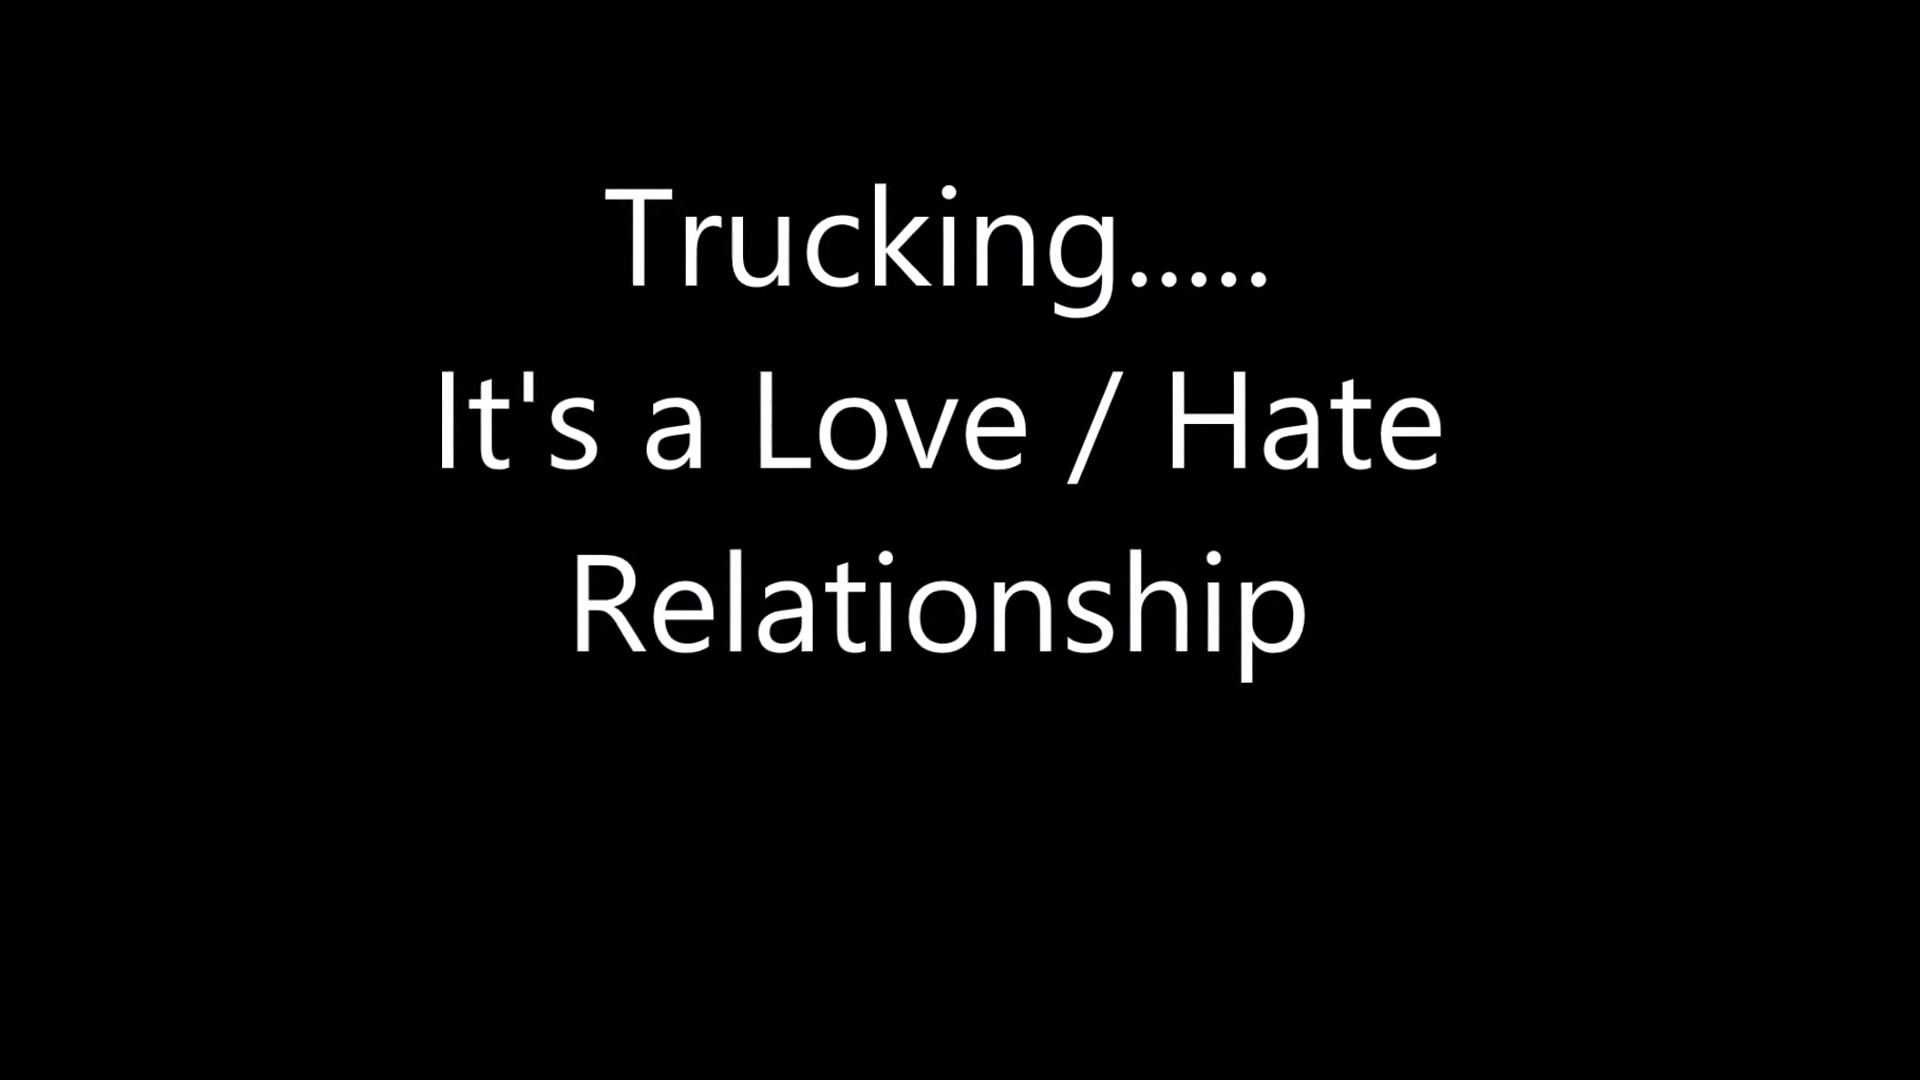 Trucking.....
It's a Love / Hate
Relationship